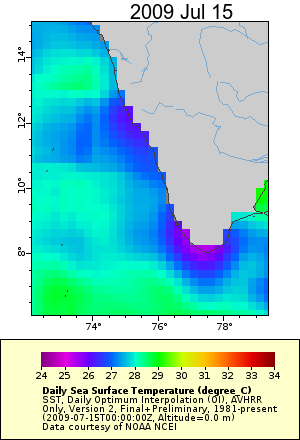 2009 Jul 15
14°
12°
10°
8°
74° 76° 78°
24 25 26 27 28 29 30 31 32 33 34
Daily Sea Surface Temperature (degree_C)
SST, Daily Optimum Interpolation (OI), AVHRR
Only, Version 2, Final+Preliminary, 1981-present
(2009-07-15T00:00:00Z, Altitude=0.0 m)
Data courtesy of NOAA NCEI